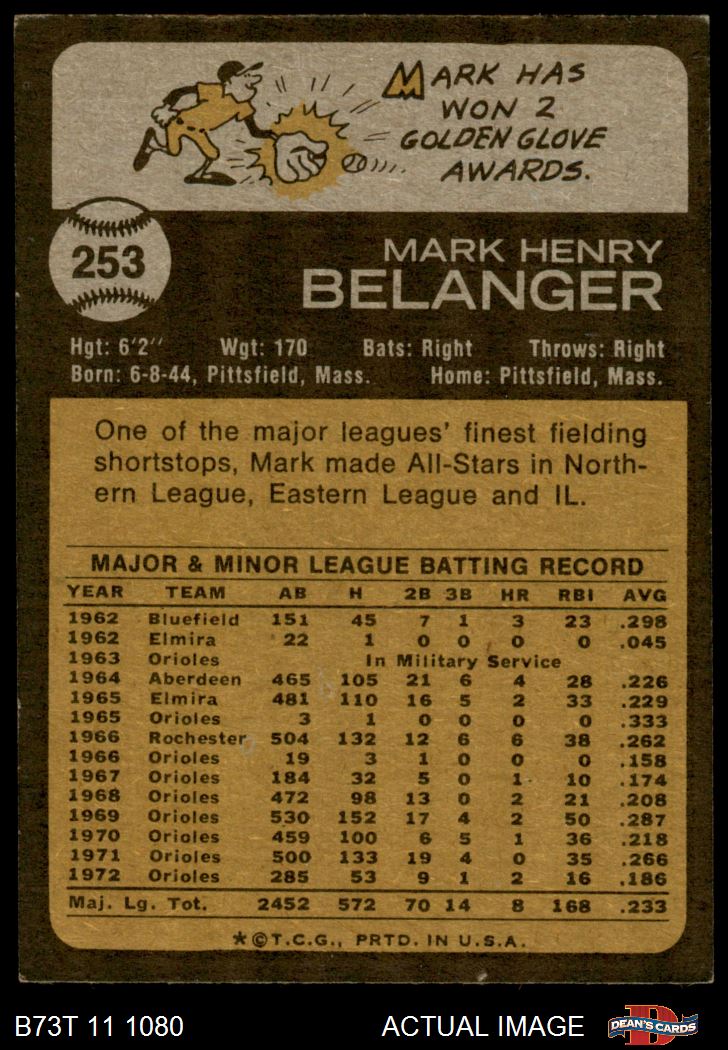 MARK HAS
WON 2
GOLDEN GLOVE
AWARDS.
253
MARK HENRY
BELANGER
Hgt: 6'2" Wgt: 170 Bats: Right Throws: Right
Born: 6-8-44, Pittsfield, Mass. Home: Pittsfield, Mass.
One of the major leagues' finest fielding
shortstops, Mark made All-Stars in North-
ern League, Eastern League and IL.
MAJOR & MINOR LEAGUE BATTING RECORD
YEAR TEAM AB H 2B 3B HR RBI AVG
1962 Bluefield 151 45 7 1 3 23 .298
1962 Elmira 22 1 0 0 0 0 .045
1963 Orioles In Military Service
1964 Aberdeen 465 105 21 6 4 28 .226
1965 Elmira 481 110 16 5 2 33 .229
1965 Orioles 3 1 0 0 0 0 .333
1966 Rochester 504 132 12 6 6 38 .262
1966 Orioles 19 3 1 0 0 0 .158
1967 Orioles 184 32 5 0 1 10 .174
1968 Orioles 472 98 13 0 2 21 .208
1969 Orioles 530 152 17 4 2 50 .287
1970 Orioles 459 100 6 5 1 36 .218
1971 Orioles 500 133 19 4 0 35 .266
1972 Orioles 285 53 9 1 2 16 .186
Maj. Lg. Tot. 2452 572 70 14 8 168 .233
*©T.C.G., PRTD. IN U.S.A.
B73T 11 1080 ACTUAL IMAGE
D
DEAN'S CARDS